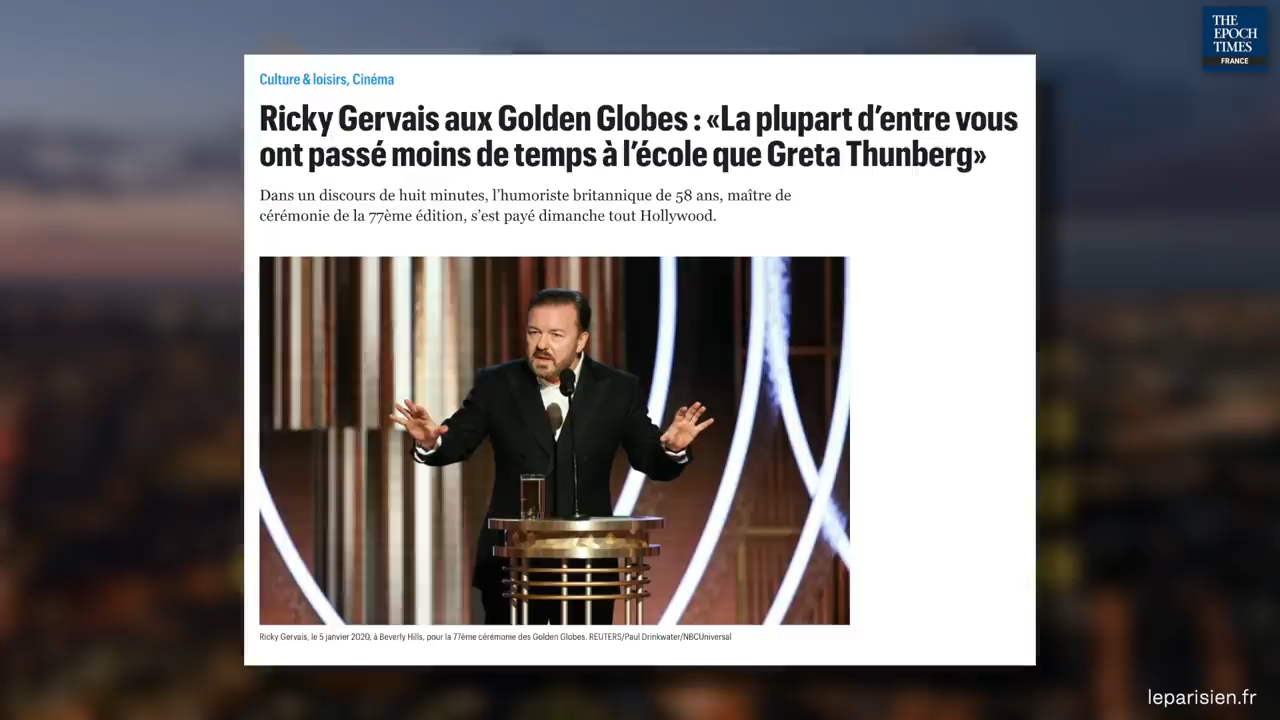 THE
EPOCH
TIMES
FRANCE
Culture & loisirs, Cinéma
Ricky Gervais aux Golden Globes : «La plupart d’entre vous
ont passé moins de temps à l’école que Greta Thunberg»
Dans un discours de huit minutes, l’humoriste britannique de 58 ans, maître de
cérémonie de la 77ème édition, s’est payé dimanche tout Hollywood.
Ricky Gervais, le 5 janvier 2020, à Beverly Hills, pour la 77ème cérémonie des Golden Globes. REUTERS/Paul Drinkwater/NBCUniversal
leparisien.fr